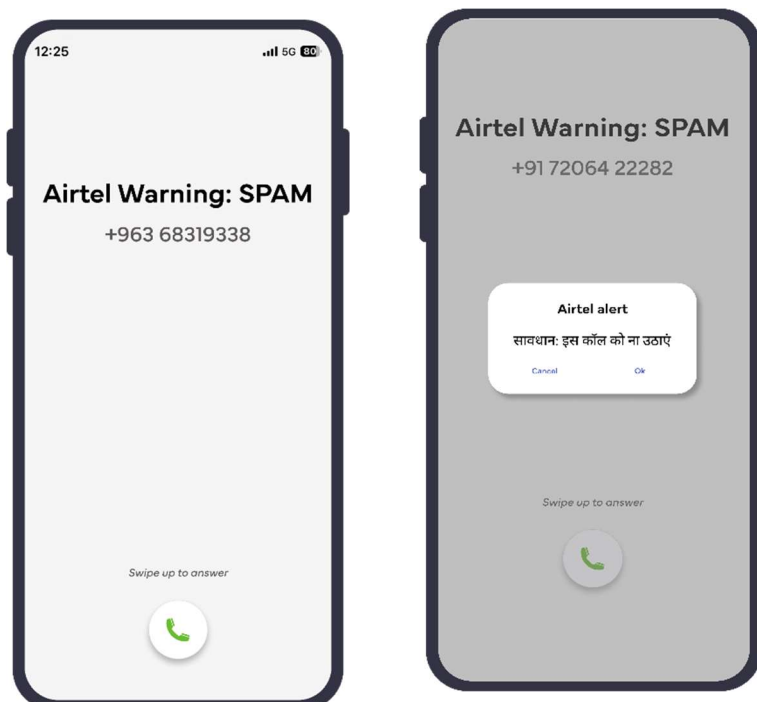 12:25
5G 80
Airtel Warning: SPAM
+963 68319338
Swipe up to answer
Airtel Warning: SPAM
+91 72064 22282
Airtel alert
सावधान: इस कॉल को ना उठाएं
Cancel Ok
Swipe up to answer